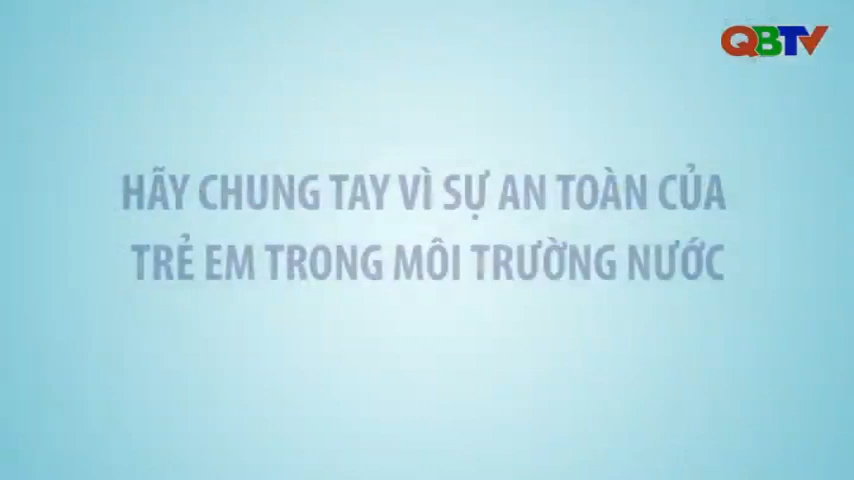 QBTV
HÃY CHUNG TAY VÌ SỰ AN TOÀN CỦA
TRẺ EM TRONG MÔI TRƯỜNG NƯỚC